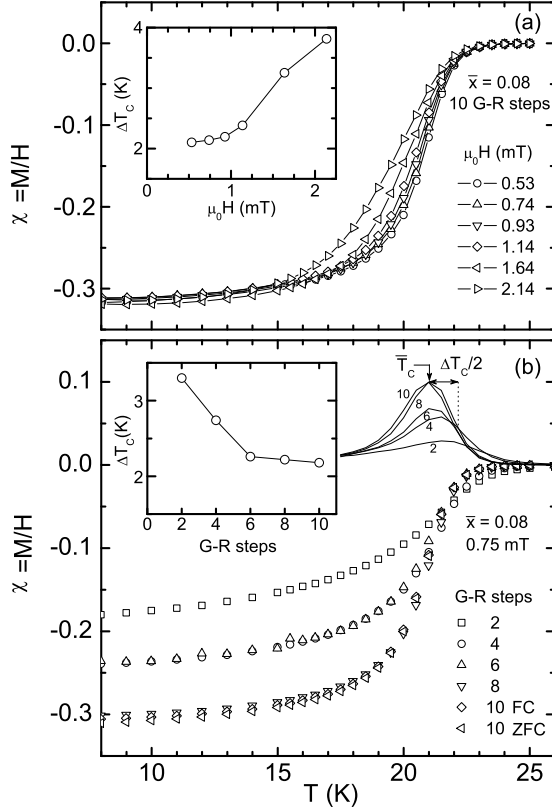 (a)
0.0
-0.1
-0.2
-0.3
χ =M/H
4
2
ΔT_C (K)
0 1 2
μ₀H (mT)
x̅ = 0.08
10 G-R steps
μ₀H (mT)
0.53
0.74
0.93
1.14
1.64
2.14
(b)
0.1
0.0
-0.1
-0.2
-0.3
χ =M/H
3
2
ΔT_C(K)
0 2 4 6 8 10
G-R steps
T̅_C ΔT_C/2
10
8
6
4
2
x̅ = 0.08
0.75 mT
G-R steps
2
4
6
8
10 FC
10 ZFC
10 15 20 25
T (K)